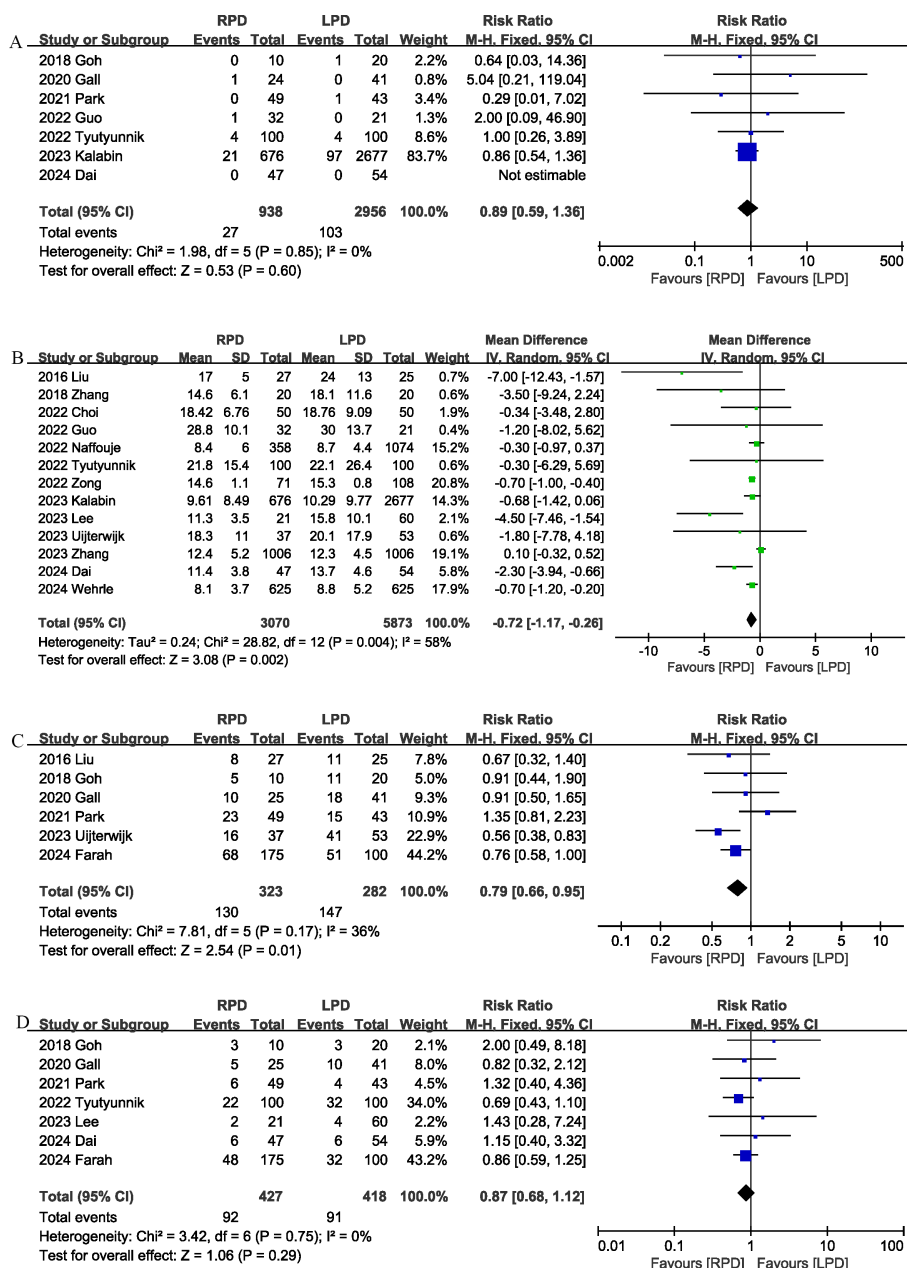 A
RPD LPD Risk Ratio Risk Ratio
Study or Subgroup Events Total Events Total Weight M-H. Fixed. 95% CI M-H. Fixed. 95% CI
2018 Goh 0 10 1 20 2.2% 0.64 [0.03, 14.36]
2020 Gall 1 24 0 41 0.8% 5.04 [0.21, 119.04]
2021 Park 0 49 1 43 3.4% 0.29 [0.01, 7.02]
2022 Guo 1 32 0 21 1.3% 2.00 [0.09, 46.90]
2022 Tyutyunnik 4 100 4 100 8.6% 1.00 [0.26, 3.89]
2023 Kalabin 21 676 97 2677 83.7% 0.86 [0.54, 1.36]
2024 Dai 0 47 0 54 Not estimable
Total (95% CI) 938 2956 100.0% 0.89 [0.59, 1.36]
Total events 27 103
Heterogeneity: Chi² = 1.98, df = 5 (P = 0.85); I² = 0%
Test for overall effect: Z = 0.53 (P = 0.60)
0.002 0.1 1 10 500
Favours [RPD] Favours [LPD]
B
RPD LPD Mean Difference Mean Difference
Study or Subgroup Mean SD Total Mean SD Total Weight IV. Random. 95% CI IV. Random. 95% CI
2016 Liu 17 5 27 24 13 25 0.7% -7.00 [-12.43, -1.57]
2018 Zhang 14.6 6.1 20 18.1 11.6 20 0.6% -3.50 [-9.24, 2.24]
2022 Choi 18.42 6.76 50 18.76 9.09 50 1.9% -0.34 [-3.48, 2.80]
2022 Guo 28.8 10.1 32 30 13.7 21 0.4% -1.20 [-8.02, 5.62]
2022 Naffouje 8.4 6 358 8.7 4.4 1074 15.2% -0.30 [-0.97, 0.37]
2022 Tyutyunnik 21.8 15.4 100 22.1 26.4 100 0.6% -0.30 [-6.29, 5.69]
2022 Zong 14.6 1.1 71 15.3 0.8 108 20.8% -0.70 [-1.00, -0.40]
2023 Kalabin 9.61 8.49 676 10.29 9.77 2677 14.3% -0.68 [-1.42, 0.06]
2023 Lee 11.3 3.5 21 15.8 10.1 60 2.1% -4.50 [-7.46, -1.54]
2023 Uijterwijk 18.3 11 37 20.1 17.9 53 0.6% -1.80 [-7.78, 4.18]
2023 Zhang 12.4 5.2 1006 12.3 4.5 1006 19.1% 0.10 [-0.32, 0.52]
2024 Dai 11.4 3.8 47 13.7 4.6 54 5.8% -2.30 [-3.94, -0.66]
2024 Wehrle 8.1 3.7 625 8.8 5.2 625 17.9% -0.70 [-1.20, -0.20]
Total (95% CI) 3070 5873 100.0% -0.72 [-1.17, -0.26]
Heterogeneity: Tau² = 0.24; Chi² = 28.82, df = 12 (P = 0.004); I² = 58%
Test for overall effect: Z = 3.08 (P = 0.002)
-10 -5 0 5 10
Favours [RPD] Favours [LPD]
C
RPD LPD Risk Ratio Risk Ratio
Study or Subgroup Events Total Events Total Weight M-H. Fixed. 95% CI M-H. Fixed. 95% CI
2016 Liu 8 27 11 25 7.8% 0.67 [0.32, 1.40]
2018 Goh 5 10 11 20 5.0% 0.91 [0.44, 1.90]
2020 Gall 10 25 18 41 9.3% 0.91 [0.50, 1.65]
2021 Park 23 49 15 43 10.9% 1.35 [0.81, 2.23]
2023 Uijterwijk 16 37 41 53 22.9% 0.56 [0.38, 0.83]
2024 Farah 68 175 51 100 44.2% 0.76 [0.58, 1.00]
Total (95% CI) 323 282 100.0% 0.79 [0.66, 0.95]
Total events 130 147
Heterogeneity: Chi² = 7.81, df = 5 (P = 0.17); I² = 36%
Test for overall effect: Z = 2.54 (P = 0.01)
0.1 0.2 0.5 1 2 5 10
Favours [RPD] Favours [LPD]
D
RPD LPD Risk Ratio Risk Ratio
Study or Subgroup Events Total Events Total Weight M-H. Fixed. 95% CI M-H. Fixed. 95% CI
2018 Goh 3 10 3 20 2.1% 2.00 [0.49, 8.18]
2020 Gall 5 25 10 41 8.0% 0.82 [0.32, 2.12]
2021 Park 6 49 4 43 4.5% 1.32 [0.40, 4.36]
2022 Tyutyunnik 22 100 32 100 34.0% 0.69 [0.43, 1.10]
2023 Lee 2 21 4 60 2.2% 1.43 [0.28, 7.24]
2024 Dai 6 47 6 54 5.9% 1.15 [0.40, 3.32]
2024 Farah 48 175 32 100 43.2% 0.86 [0.59, 1.25]
Total (95% CI) 427 418 100.0% 0.87 [0.68, 1.12]
Total events 92 91
Heterogeneity: Chi² = 3.42, df = 6 (P = 0.75); I² = 0%
Test for overall effect: Z = 1.06 (P = 0.29)
0.01 0.1 1 10 100
Favours [RPD] Favours [LPD]